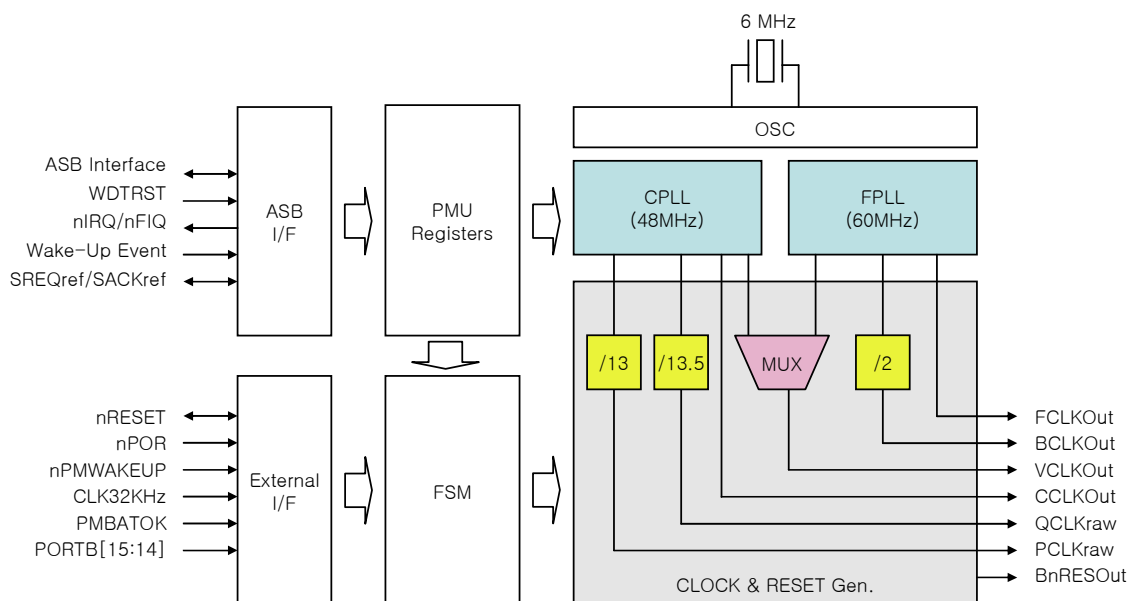 6 MHz
OSC
ASB Interface
WDTRST
nIRQ/nFIQ
Wake-Up Event
SREQref/SACKref
ASB
I/F
PMU
Registers
CPLL
(48MHz)
FPLL
(60MHz)
/13
/13.5
MUX
/2
nRESET
nPOR
nPMWAKEUP
CLK32KHz
PMBATOK
PORTB[15:14]
External
I/F
FSM
CLOCK & RESET Gen.
FCLKOut
BCLKOut
VCLKOut
CCLKOut
QCLKraw
PCLKraw
BnRESOut